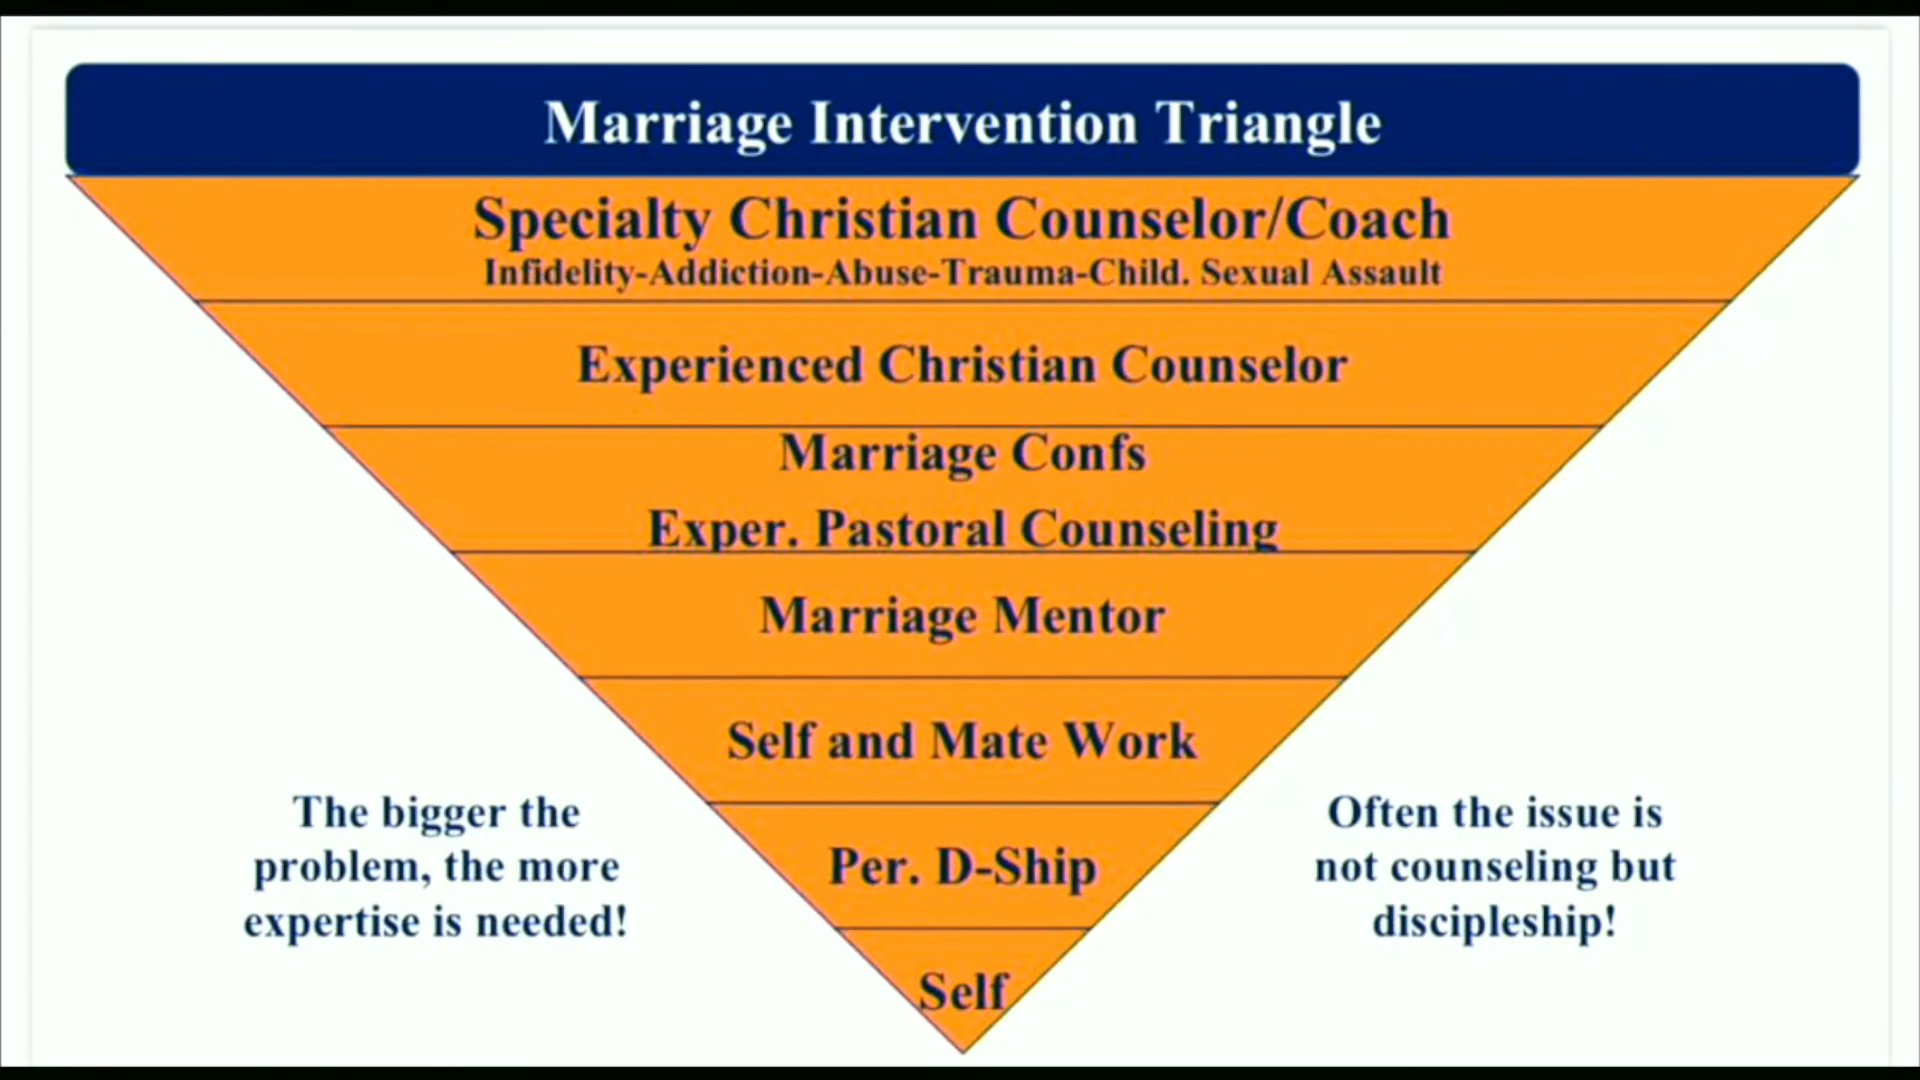 Marriage Intervention Triangle
Specialty Christian Counselor/Coach
Infidelity-Addiction-Abuse-Trauma-Child. Sexual Assault
Experienced Christian Counselor
Marriage Confs
Exper. Pastoral Counseling
Marriage Mentor
Self and Mate Work
Per. D-Ship
Self
The bigger the
problem, the more
expertise is needed!
Often the issue is
not counseling but
discipleship!